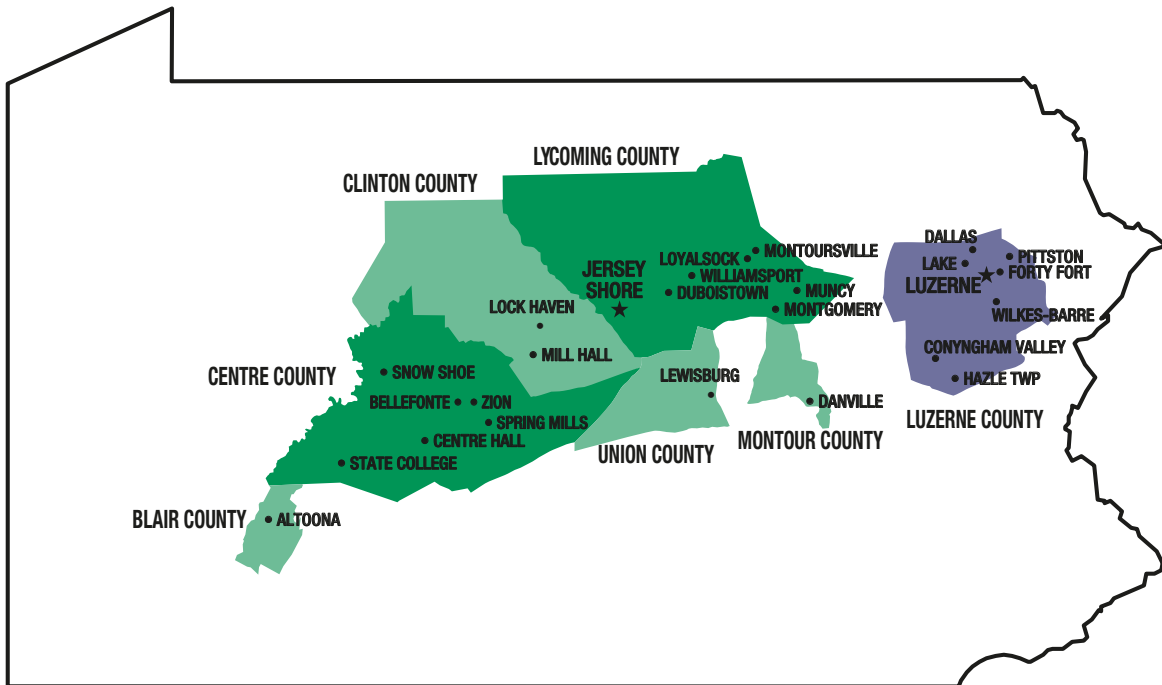 LYCOMING COUNTY
CLINTON COUNTY
DALLAS
MONTOURSVILLE
LOYALSOCK
PITTSTON
LAKE
JERSEY
SHORE
WILLIAMSPORT
FORTY FORT
LUZERNE
DUBOISTOWN
MUCNY
MONTGOMERY
LOCK HAVEN
WILKES-BARRE
MILL HALL
CONYNGHAM VALLEY
CENTRE COUNTY
SNOW SHOE
LEWISBURG
HAZLE TWP
BELLEFONTE
ZION
DANVILLE
SPRING MILLS
LUZERNE COUNTY
CENTRE HALL
MONTOUR COUNTY
UNION COUNTY
STATE COLLEGE
BLAIR COUNTY
ALTOONA